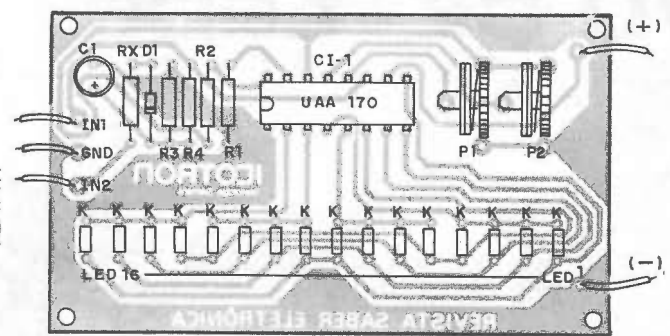 (+)
C1
RX D1 R2
CI-1
+
UAA 170
IN1
GND
IN2
R3 R4 R1
P1 P2
ICOTRON
K K K K K K K K K K K K K K K K
LED 16 LED 1
(-)
REVISTA SABER ELETRÔNICA